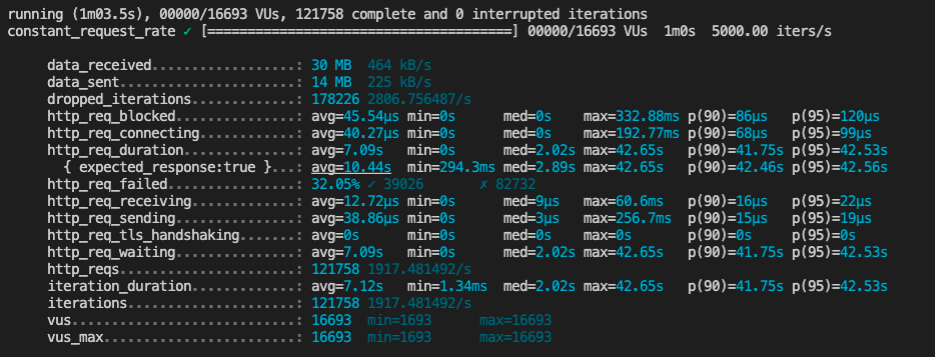 running (1m03.5s), 00000/16693 VUs, 121758 complete and 0 interrupted iterations
constant_request_rate ✓ [======================================] 00000/16693 VUs  1m0s  5000.00 iters/s
data_received..................: 30 MB  464 kB/s
data_sent......................: 14 MB  225 kB/s
dropped_iterations.............: 178226 2806.756487/s
http_req_blocked...............: avg=45.54µs min=0s      med=0s    max=332.88ms p(90)=86µs   p(95)=120µs
http_req_connecting............: avg=40.27µs min=0s      med=0s    max=192.77ms p(90)=68µs   p(95)=99µs
http_req_duration..............: avg=7.09s   min=0s      med=2.02s max=42.65s   p(90)=41.75s p(95)=42.53s
{ expected_response:true }...: avg=10.44s  min=294.3ms med=2.89s max=42.65s   p(90)=42.46s p(95)=42.56s
http_req_failed................: 32.05% ✓ 39026       ✗ 82732
http_req_receiving.............: avg=12.72µs min=0s      med=9µs   max=60.6ms   p(90)=16µs   p(95)=22µs
http_req_sending...............: avg=38.86µs min=0s      med=3µs   max=256.7ms  p(90)=15µs   p(95)=19µs
http_req_tls_handshaking.......: avg=0s      min=0s      med=0s    max=0s       p(90)=0s     p(95)=0s
http_req_waiting...............: avg=7.09s   min=0s      med=2.02s max=42.65s   p(90)=41.75s p(95)=42.53s
http_reqs......................: 121758 1917.481492/s
iteration_duration.............: avg=7.12s   min=1.34ms  med=2.02s max=42.65s   p(90)=41.75s p(95)=42.53s
iterations.....................: 121758 1917.481492/s
vus............................: 16693  min=1693      max=16693
vus_max........................: 16693  min=1693      max=16693